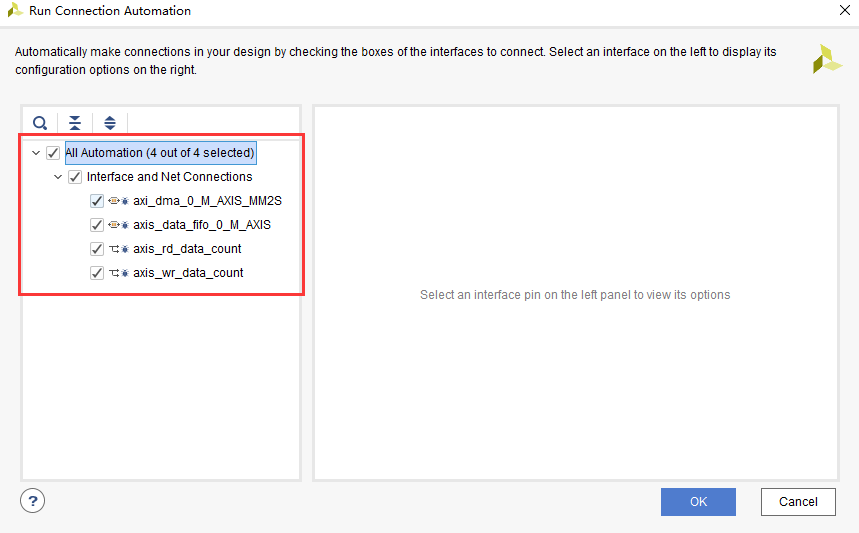 Run Connection Automation
Automatically make connections in your design by checking the boxes of the interfaces to connect. Select an interface on the left to display its
configuration options on the right.
All Automation (4 out of 4 selected)
Interface and Net Connections
axi_dma_0_M_AXIS_MM2S
axis_data_fifo_0_M_AXIS
axis_rd_data_count
axis_wr_data_count
Select an interface pin on the left panel to view its options
?
OK
Cancel